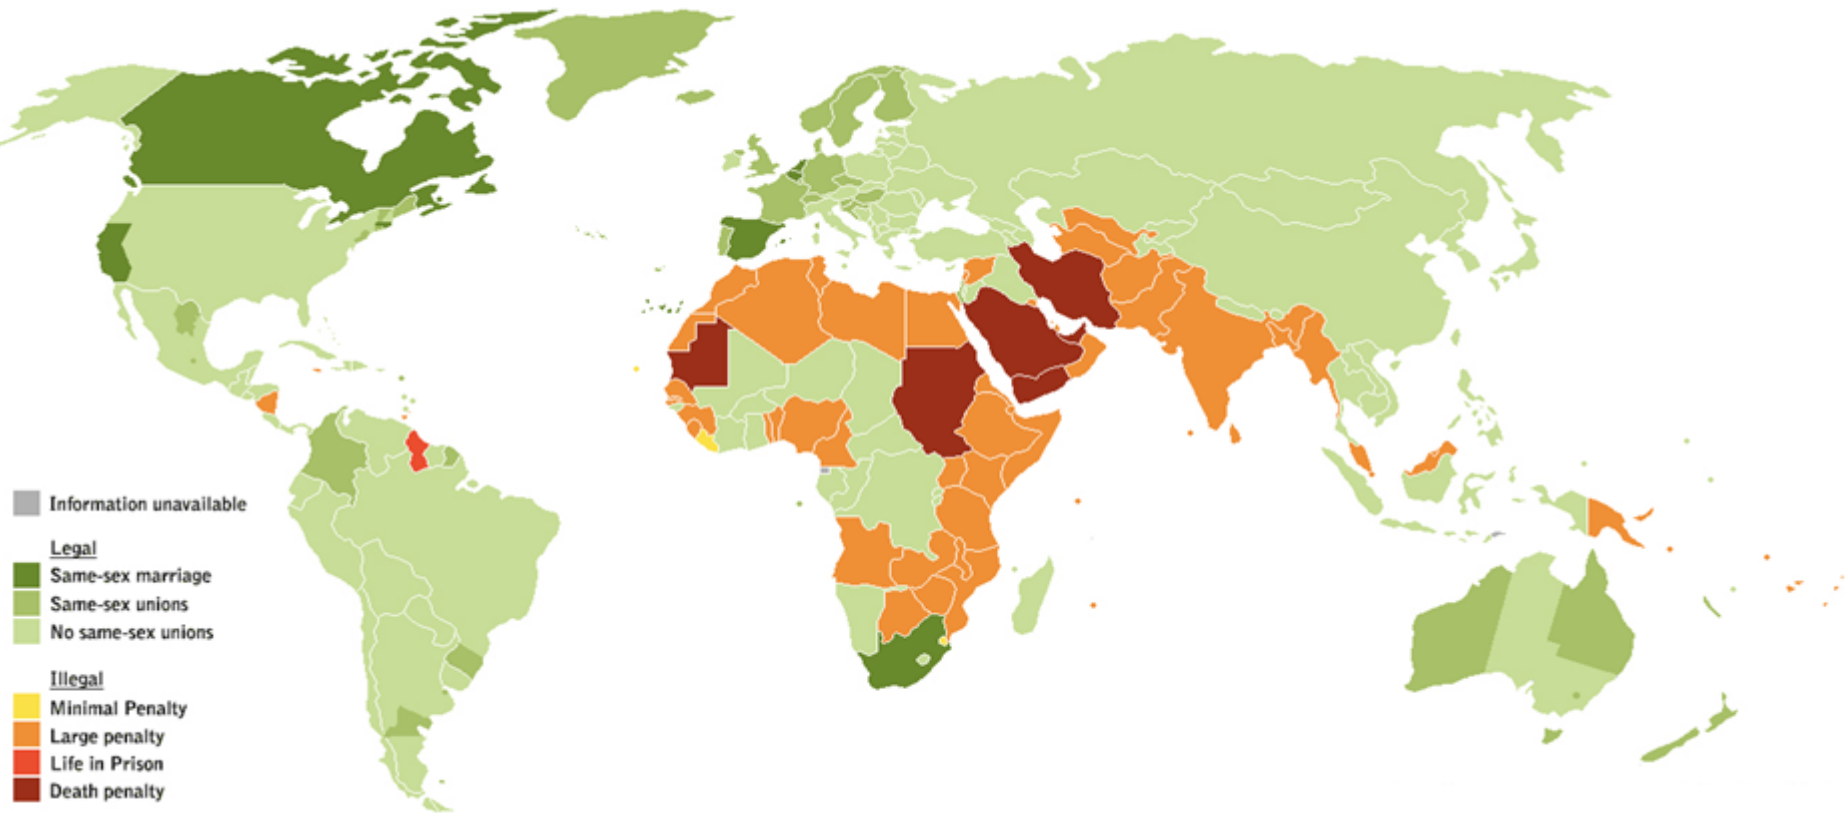 Information unavailable
Legal
Same-sex marriage
Same-sex unions
No same-sex unions
Illegal
Minimal Penalty
Large penalty
Life in Prison
Death penalty